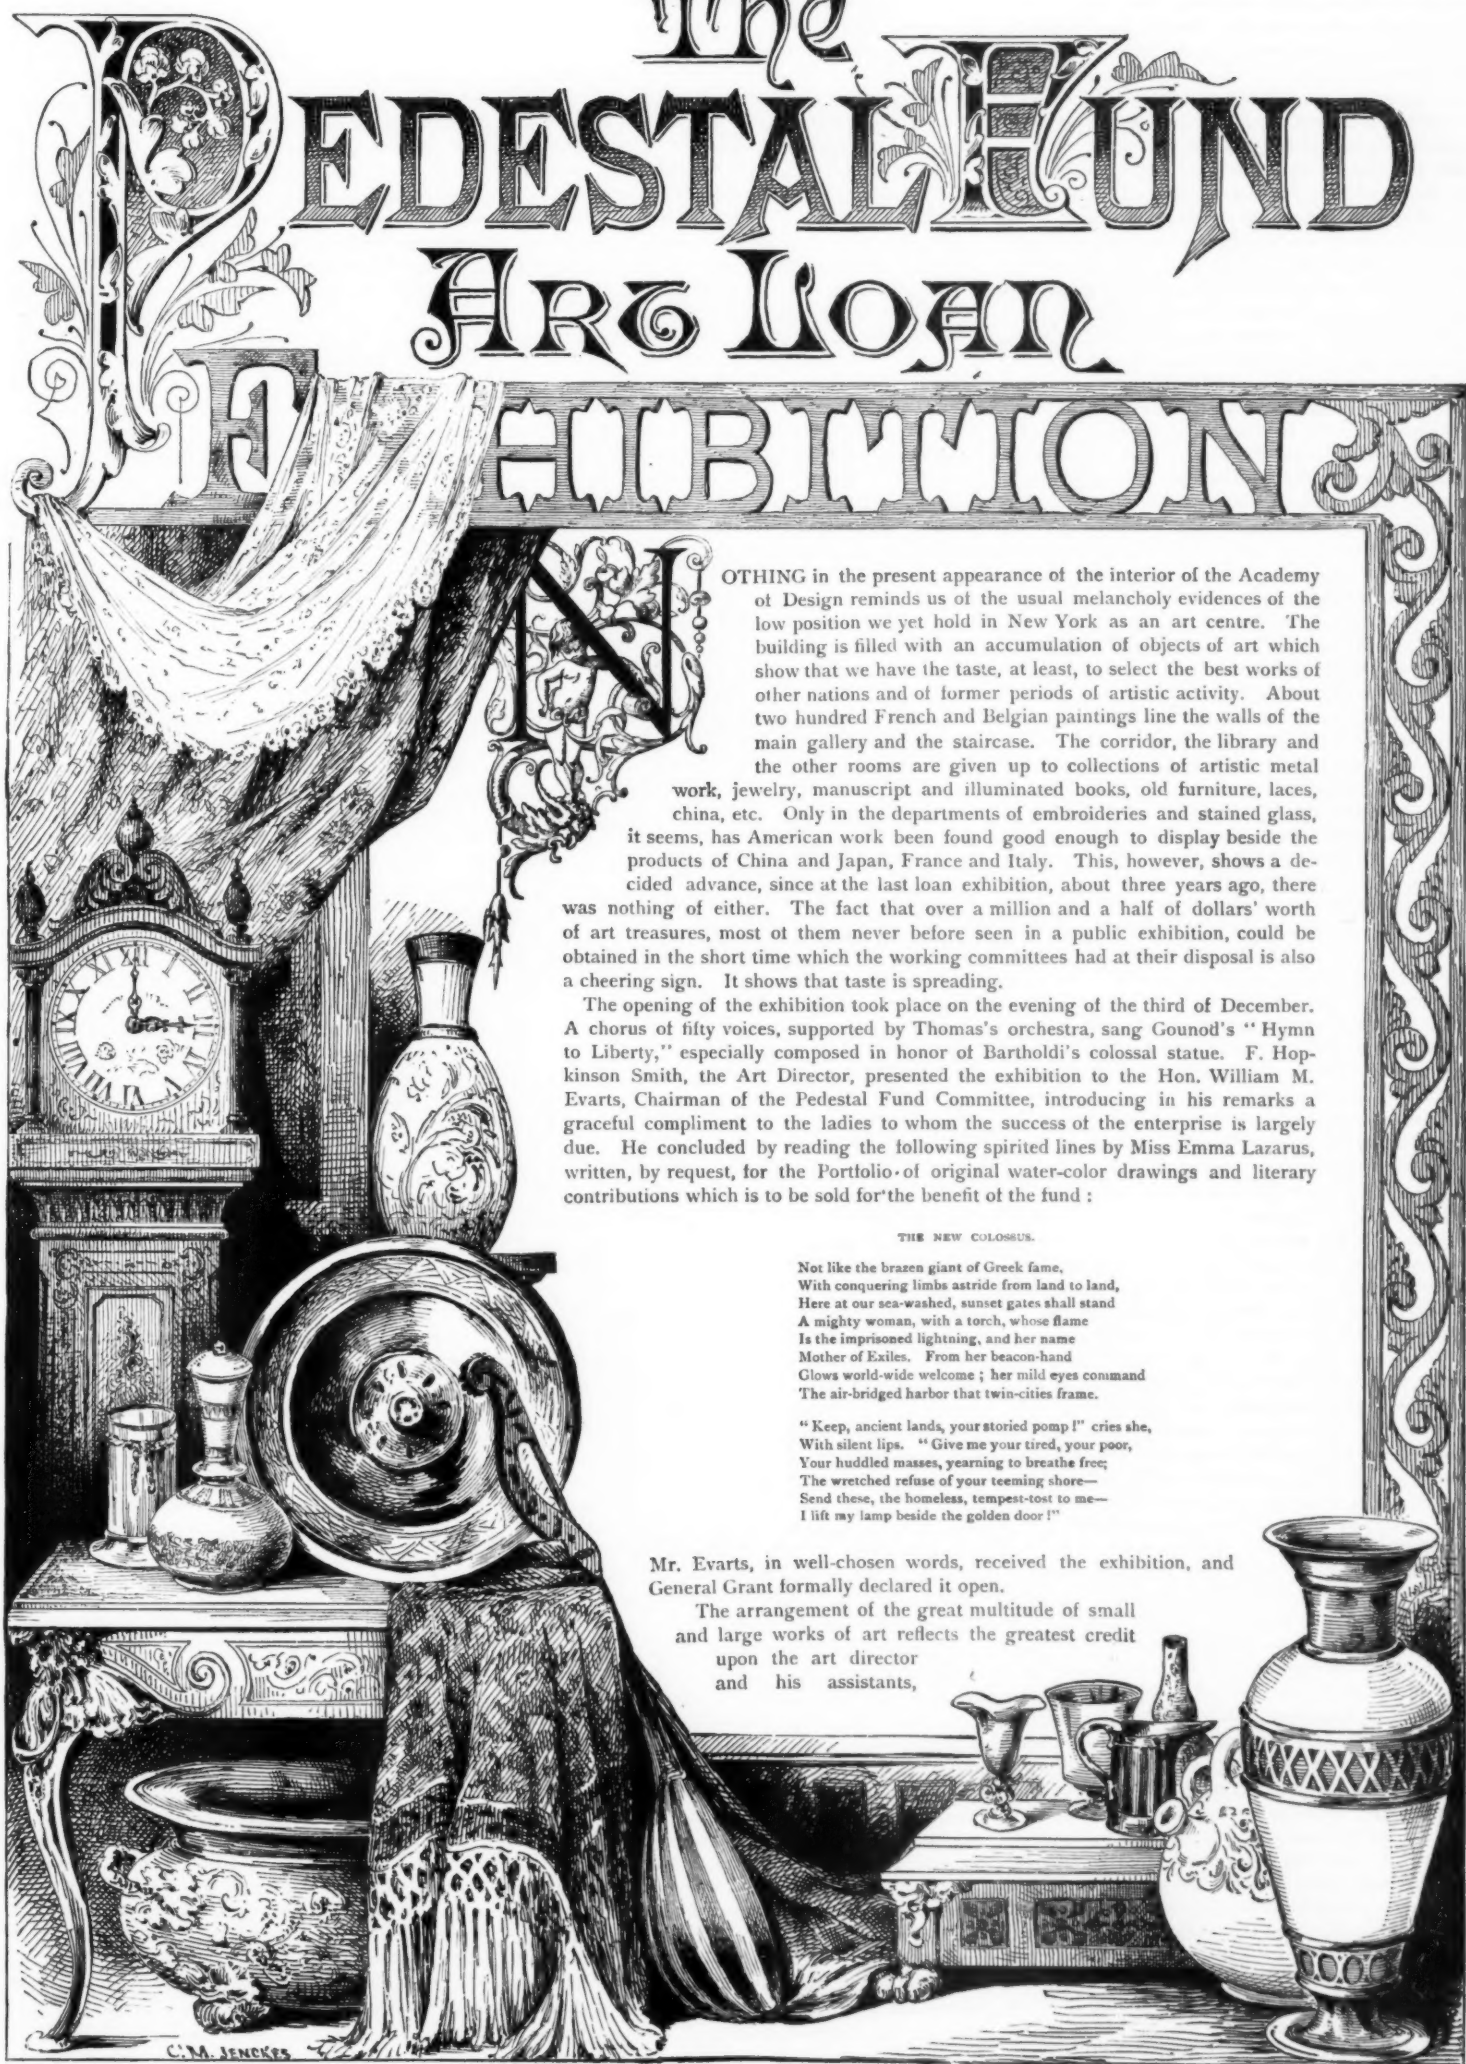 The
PEDESTAL FUND
ART LOAN
EXHIBITION
NOTHING in the present appearance of the interior of the Academy
of Design reminds us of the usual melancholy evidences of the
low position we yet hold in New York as an art centre. The
building is filled with an accumulation of objects of art which
show that we have the taste, at least, to select the best works of
other nations and of former periods of artistic activity. About
two hundred French and Belgian paintings line the walls of the
main gallery and the staircase. The corridor, the library and
the other rooms are given up to collections of artistic metal
work, jewelry, manuscript and illuminated books, old furniture, laces,
china, etc. Only in the departments of embroideries and stained glass,
it seems, has American work been found good enough to display beside the
products of China and Japan, France and Italy. This, however, shows a de-
cided advance, since at the last loan exhibition, about three years ago, there
was nothing of either. The fact that over a million and a half of dollars' worth
of art treasures, most of them never before seen in a public exhibition, could be
obtained in the short time which the working committees had at their disposal is also
a cheering sign. It shows that taste is spreading.
The opening of the exhibition took place on the evening of the third of December.
A chorus of fifty voices, supported by Thomas's orchestra, sang Gounod's " Hymn
to Liberty," especially composed in honor of Bartholdi's colossal statue. F. Hop-
kinson Smith, the Art Director, presented the exhibition to the Hon. William M.
Evarts, Chairman of the Pedestal Fund Committee, introducing in his remarks a
graceful compliment to the ladies to whom the success of the enterprise is largely
due. He concluded by reading the following spirited lines by Miss Emma Lazarus,
written, by request, for the Portfolio of original water-color drawings and literary
contributions which is to be sold for the benefit of the fund :
THE NEW COLOSSUS.
Not like the brazen giant of Greek fame,
With conquering limbs astride from land to land,
Here at our sea-washed, sunset gates shall stand
A mighty woman, with a torch, whose flame
Is the imprisoned lightning, and her name
Mother of Exiles. From her beacon-hand
Glows world-wide welcome ; her mild eyes command
The air-bridged harbor that twin-cities frame.
" Keep, ancient lands, your storied pomp !" cries she,
With silent lips. " Give me your tired, your poor,
Your huddled masses, yearning to breathe free;
The wretched refuse of your teeming shore—
Send these, the homeless, tempest-tost to me—
I lift my lamp beside the golden door !"
Mr. Evarts, in well-chosen words, received the exhibition, and
General Grant formally declared it open.
The arrangement of the great multitude of small
and large works of art reflects the greatest credit
upon the art director
and his assistants,
XII I II III IIII V VI VII VIII IX X XI
C. M. JENCKES